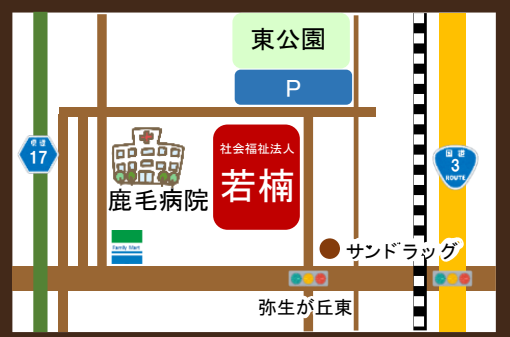 東公園
P
県道
17
社会福祉法人
若楠
鹿毛病院
国道
3
ROUTE
Family Mart
サンドラッグ
弥生が丘東